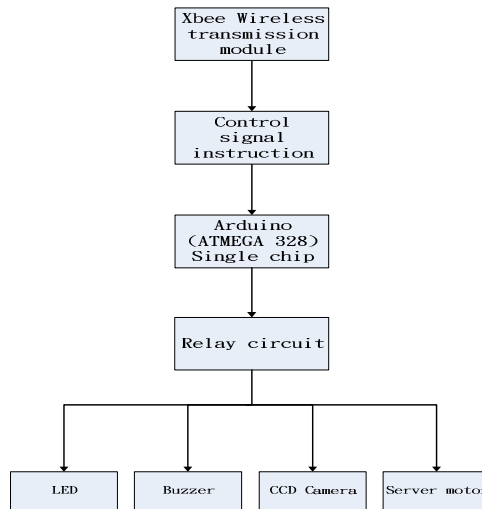 Xbee Wireless
transmission
module
Control
signal
instruction
Arduino
(ATMEGA 328)
Single chip
Relay circuit
LED
Buzzer
CCD Camera
Server motor